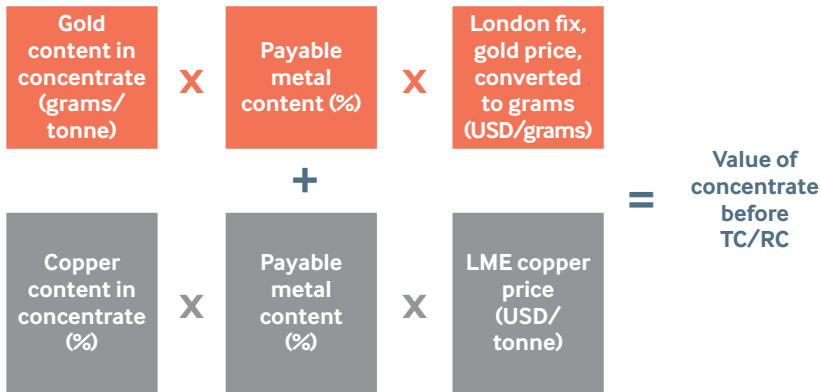 Gold
content in
concentrate
(grams/
tonne)
X
Payable
metal
content (%)
X
London fix,
gold price,
converted
to grams
(USD/grams)
+
Copper
content in
concentrate
(%)
X
Payable
metal
content
(%)
X
LME copper
price
(USD/
tonne)
=
Value of
concentrate
before
TC/RC